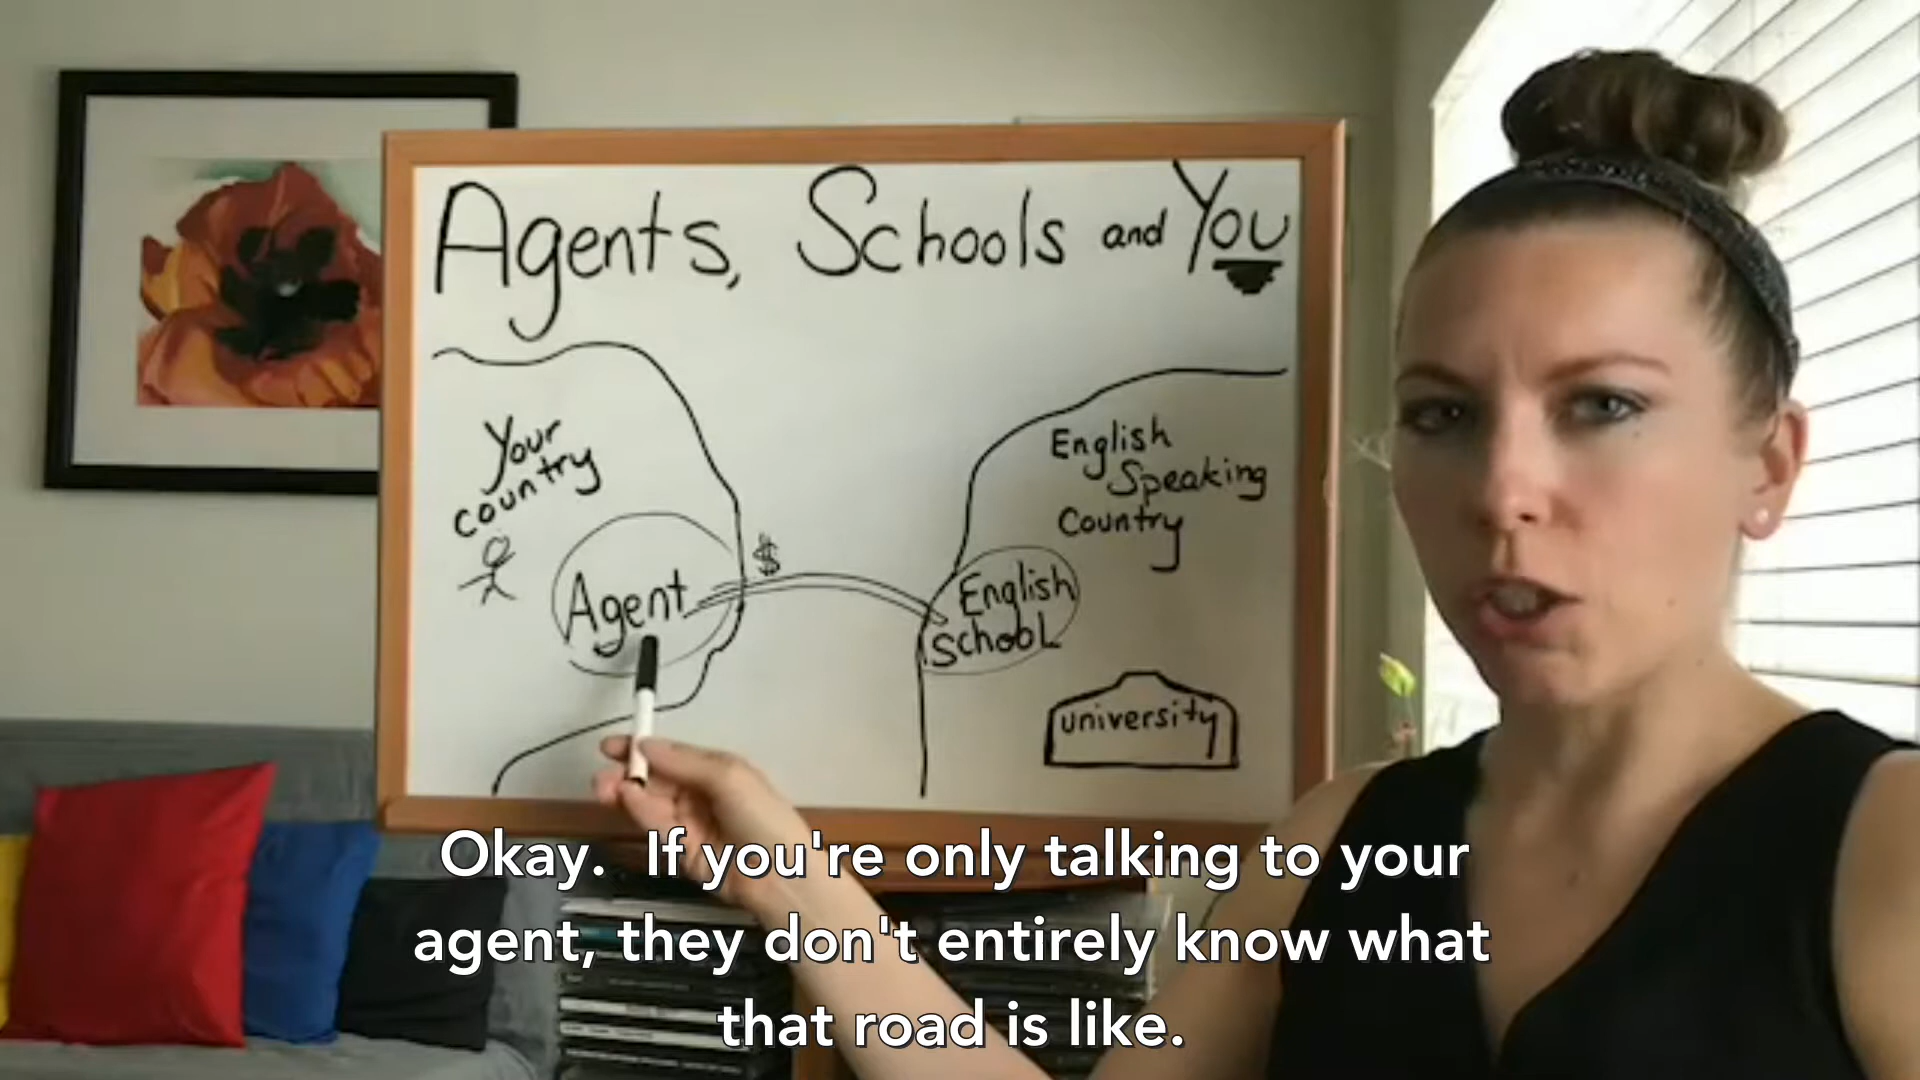 Agents, Schools and You
Your
country
English
Speaking
Country
$
Agent
English
School
university
Okay.  If you're only talking to your
agent, they don't entirely know what
that road is like.